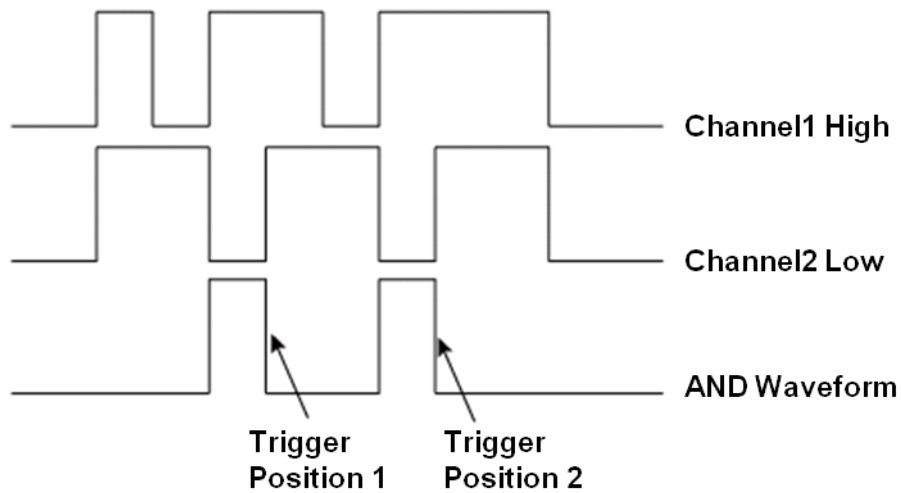 Channel1 High
Channel2 Low
AND Waveform
Trigger
Position 1
Trigger
Position 2